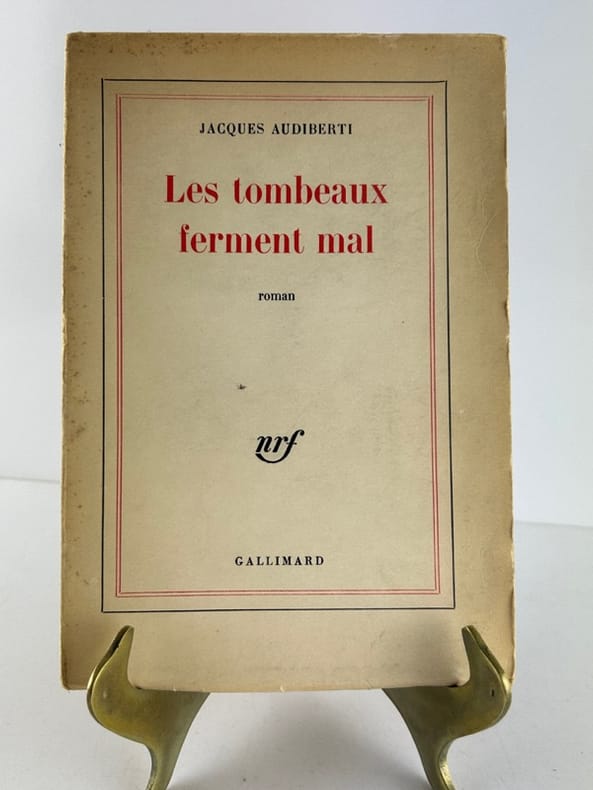 JACQUES AUDIBERTI
Les tombeaux
ferment mal
roman
nrf
GALLIMARD